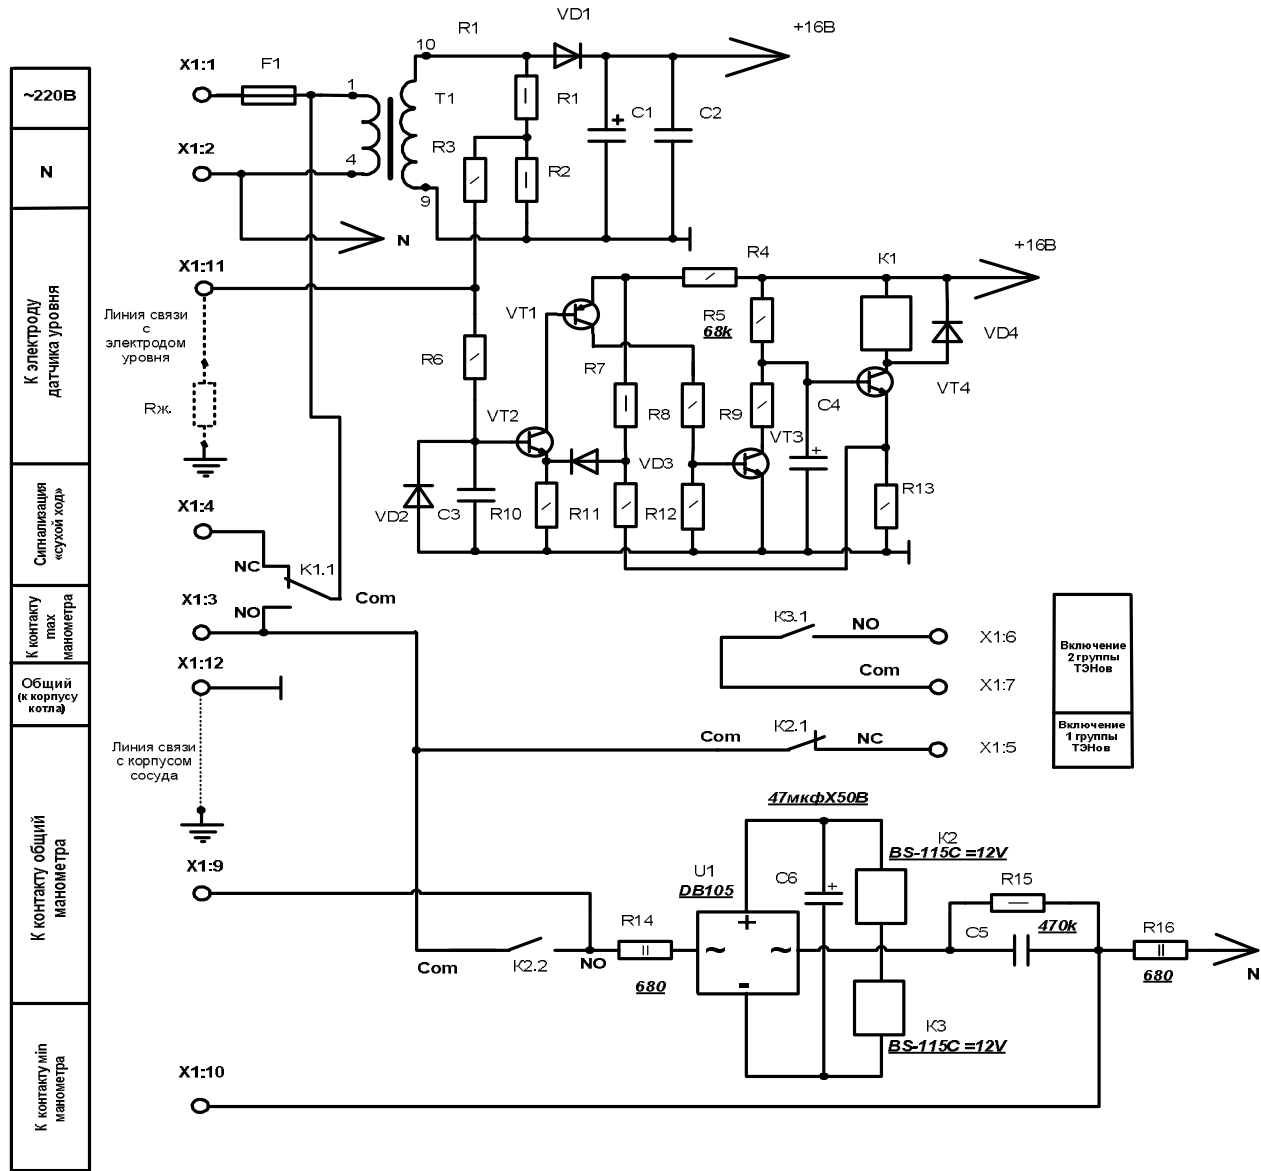 ~220В
N
К электроду
датчика уровня
Сигнализация
«сухой ход»
К контакту
max
манометра
Общий
(к корпусу
котла)
К контакту общий
манометра
К контакту min
манометра
X1:1
F1
X1:2
1
4
N
10
9
T1
R1
VD1
+16В
R1
C1
+
C2
R3
R2
X1:11
Линия связи
с
электродом
уровня
Rж.
R4
K1
+16В
VT1
R5
68k
VD4
R6
R7
VT4
VT2
R8
R9
C4
VT3
+
VD3
VD2
C3
R10
R11
R12
R13
X1:4
NC
K1.1
Com
X1:3
NO
X1:12
Линия связи
с корпусом
сосуда
K3.1
NO
X1:6
Com
X1:7
Включение
2 группы
ТЭНов
Com
K2.1
NC
X1:5
Включение
1 группы
ТЭНов
47мкфХ50В
K2
BS-115C =12V
X1:9
U1
DB105
C6
+
R15
470k
R14
680
+
~
~
-
C5
R16
680
N
Com
K2.2
NO
K3
BS-115C =12V
X1:10